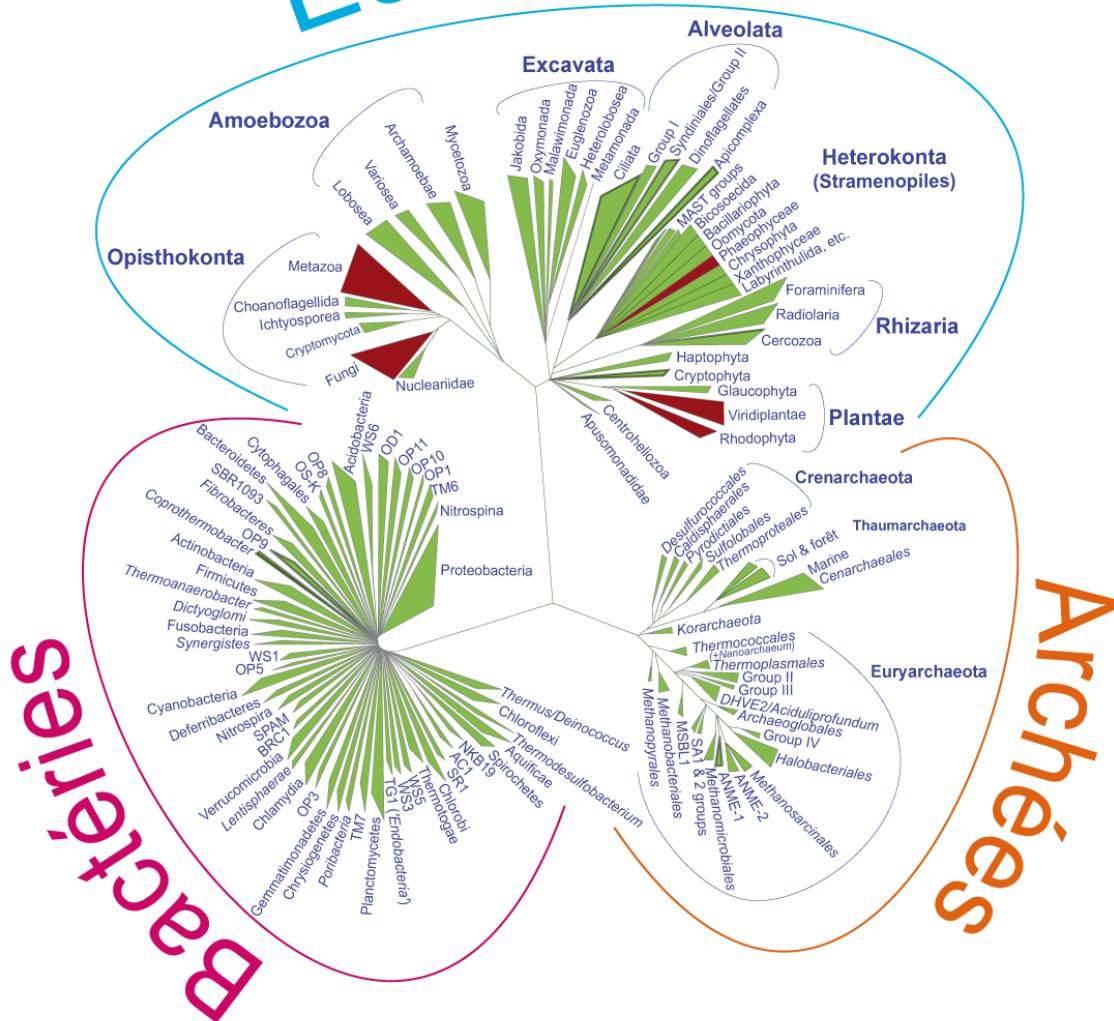 Alveolata
Excavata
Amoebozoa
Heterokonta
(Stramenopiles)
Opisthokonta
Rhizaria
Plantae
Lobosea
Variosea
Archamoebae
Mycetozoa
Jakobida
Oxymonada
Malawimonada
Euglenozoa
Heterolobosea
Metamonada
Ciliata
Group I
Syndiniales/Group II
Dinoflagellates
Apicomplexa
MAST groups
Bicosoecida
Bacillariophyta
Oomycota
Phaeophyceae
Chrysophyta
Xanthophyceae
Labyrinthulida, etc.
Foraminifera
Radiolaria
Cercozoa
Haptophyta
Cryptophyta
Glaucophyta
Viridiplantae
Rhodophyta
Centroheliozoa
Apusomonadidae
Metazoa
Choanoflagellida
Ichtyosporea
Cryptomycota
Fungi
Nucleariidae
Bactéries
Bacteroidetes
Cytophagales
OS-K
OP8
Acidobacteria
WS6
OD1
OP11
OP10
OP1
TM6
Nitrospina
Proteobacteria
SBR1093
Fibrobacteres
OP9
Coprothermobacter
Actinobacteria
Firmicutes
Thermoanaerobacter
Dictyoglomi
Fusobacteria
Synergistes
WS1
OP5
Cyanobacteria
Deferribacteres
Nitrospira
SPAM
BRC1
Verrucomicrobia
Lentisphaerae
Chlamydia
OP3
Gemmatimonadetes
Chrysiogenetes
Poribacteria
TM7
Planctomycetes
TG1 ('Endobacteria')
WS3
WS5
Thermotogae
Chlorobi
SR1
AC1
NKB19
Spirochetes
Aquificae
Thermodesulfobacterium
Chloroflexi
Thermus/Deinococcus
Archées
Crenarchaeota
Thaumarchaeota
Euryarchaeota
Desulfurococcales
Caldisphaerales
Pyrodictiales
Sulfolobales
Thermoproteales
Sol & forêt
Marine
Cenarchaeales
Korarchaeota
Thermococcales
(+Nanoarchaeum)
Thermoplasmales
Group II
Group III
DHVE2/Aciduliprofundum
Archaeoglobales
Group IV
Halobacteriales
Methanosarcinales
ANME-2
ANME-1
Methanomicrobiales
SA1 & 2 groups
MSBL1
Methanobacteriales
Methanopyrales